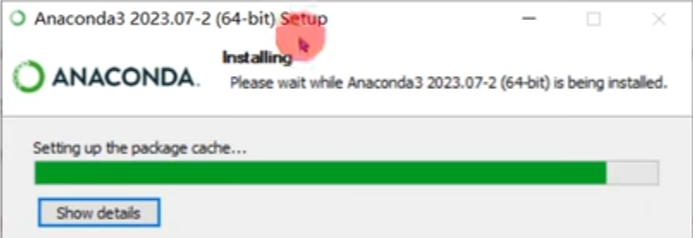 Anaconda3 2023.07-2 (64-bit) Setup
Installing
ANACONDA.
Please wait while Anaconda3 2023.07-2 (64-bit) is being installed.
Setting up the package cache...
Show details